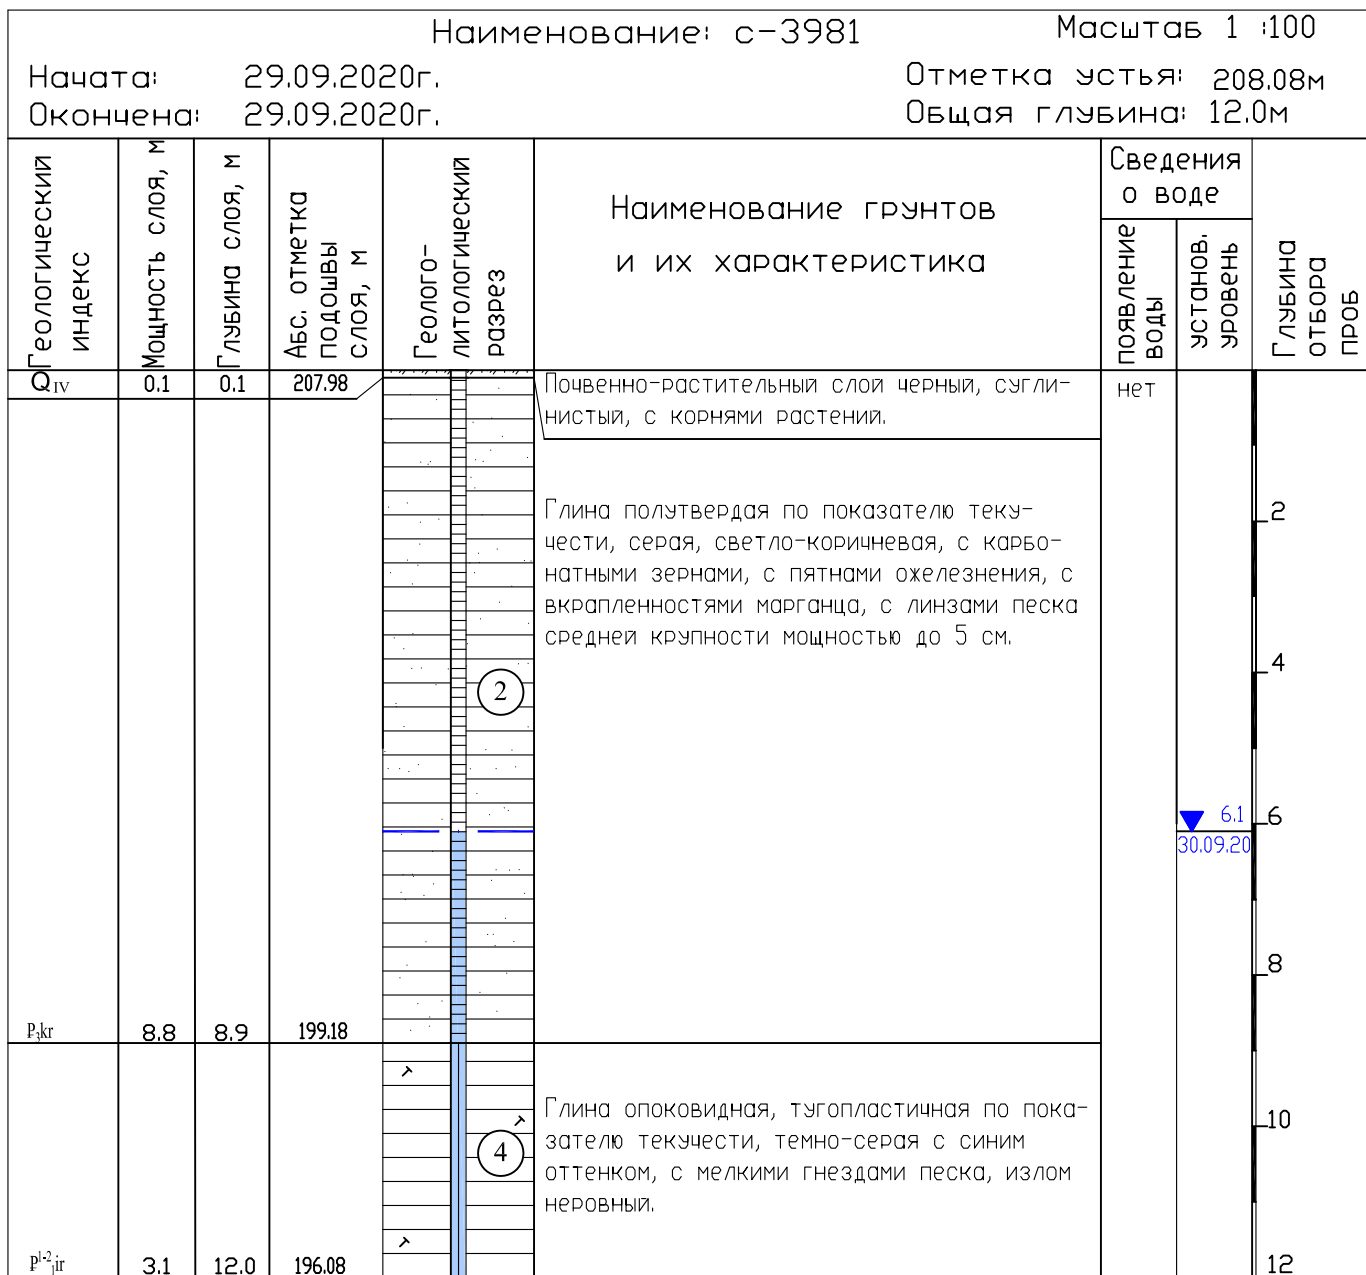 Наименование: с-3981
Масштаб 1 :100
Начата: 29.09.2020г.
Отметка устья: 208.08м
Окончена: 29.09.2020г.
Общая глубина: 12.0м
Геологический
индекс
Мощность слоя, м
Глубина слоя, м
Абс. отметка
подошвы
слоя, м
Геолого-
литологический
разрез
Наименование грунтов
и их характеристика
Сведения
о воде
появление
воды
установ.
уровень
Глубина
отбора
проб
QIV 0.1 0.1 207.98
Почвенно-растительный слой черный, сугли-
нистый, с корнями растений.
нет
Глина полутвердая по показателю теку-
чести, серая, светло-коричневая, с карбо-
натными зернами, с пятнами ожелезнения, с
вкрапленностями марганца, с линзами песка
средней крупности мощностью до 5 см.
2
4
2
6.1
6
30.09.20
8
₽3kr 8.8 8.9 199.18
Глина опоковидная, тугопластичная по пока-
зателю текучести, темно-серая с синим
оттенком, с мелкими гнездами песка, излом
неровный.
10
4
₽1-21ir 3.1 12.0 196.08
12